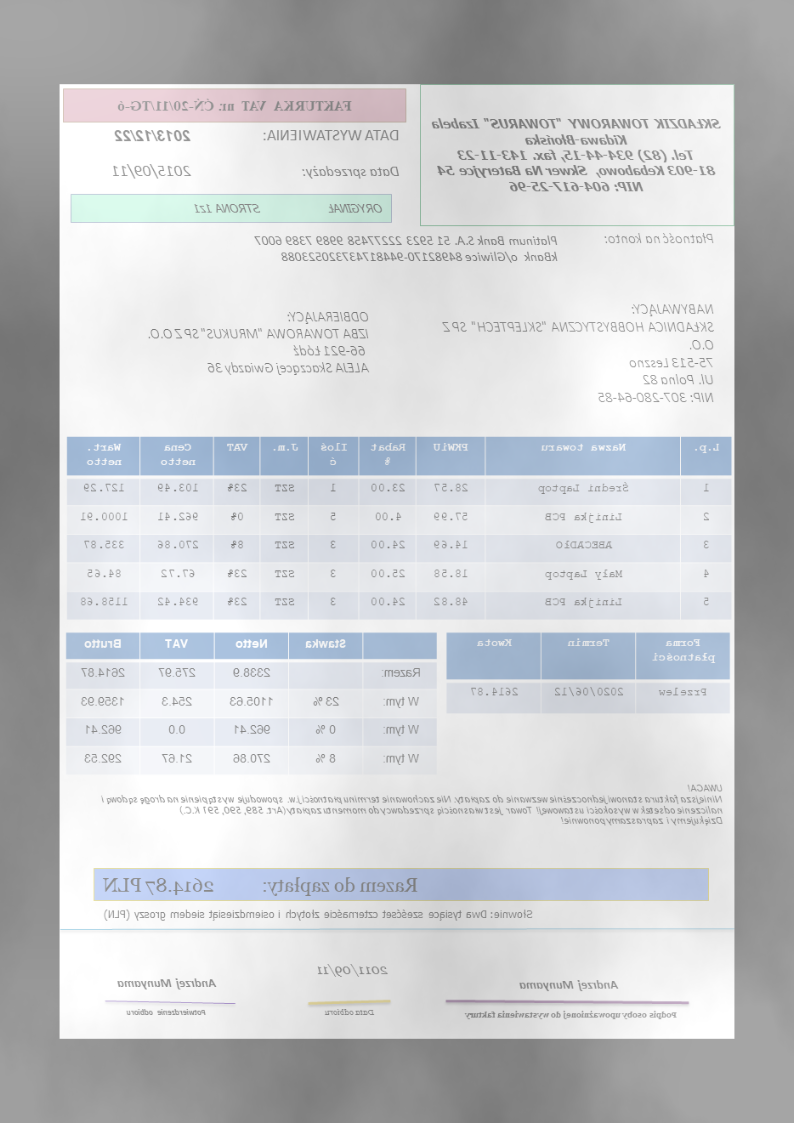 SKŁADZIK TOWAROWY "TOWARUS" Izabela
Kidawa-Błońska
Tel. (82) 934-44-15, fax. 143-11-23
81-903 Kebabowo, Skwer Na Bateryjce 54
NIP: 604-617-25-96
FAKTURKA VAT nr. ĆŃ-20/11/TG-ó
DATA WYSTAWIENIA: 2013/12/22
Data sprzedaży: 2015/09/11
ORYGINAŁ STRONA 1z1
Płatność na konto: Platinum Bank S.A. 51 5923 22277458 9989 7389 6007
kBank o/Gliwice 84982170-944817437320523088
NABYWAJĄCY:
SKŁADNICA HOBBYSTYCZNA "SKLEPTECH" SP Z
O.O.
75-513 Leszno
Ul. Polna 82
NIP: 307-280-64-85
ODBIERAJĄCY:
IZBA TOWAROWA "MRUKUS" SP Z O.O.
66-921 Łódź
ALEJA Skaczącej Gwiazdy 36
L.p. Nazwa towaru PKWiU Rabat % Ilość J.m. VAT Cena netto Wart. netto
1 Średni Laptop 28.57 23.00 1 SZT 23% 103.49 127.29
2 Linijka PCB 57.99 4.00 5 SZT 0% 962.41 1000.91
3 ABECADŁO 14.69 24.00 3 SZT 8% 270.86 335.87
4 Mały Laptop 18.58 25.00 3 SZT 23% 67.72 84.65
5 Linijka PCB 48.82 24.00 3 SZT 23% 934.42 1158.68
Forma płatności Termin Kwota
Przelew 2020/06/12 2614.87
Stawka Netto VAT Brutto
Razem: 2338.9 275.97 2614.87
W tym: 23 % 1105.63 254.3 1359.93
W tym: 0 % 962.41 0.0 962.41
W tym: 8 % 270.86 21.67 292.53
UWAGA!
Niniejsza faktura stanowi jednocześnie wezwanie do zapłaty. Nie zachowanie terminu płatności j.w. spowoduje wystąpienie na drogę sądową i
naliczenie odsetek w wysokości ustawowej! Towar jest własnością sprzedawcy do momentu zapłaty (Art. 589, 590, 591 K.C.)
Dziękujemy i zapraszamy ponownie!
Razem do zapłaty: 2614.87 PLN
Słownie: Dwa tysiące sześćset czternaście złotych i osiemdziesiąt siedem groszy (PLN)
Andrzej Munyama
Podpis osoby upoważnionej do wystawienia faktury
2011/09/11
Data odbioru
Andrzej Munyama
Potwierdzenie odbioru